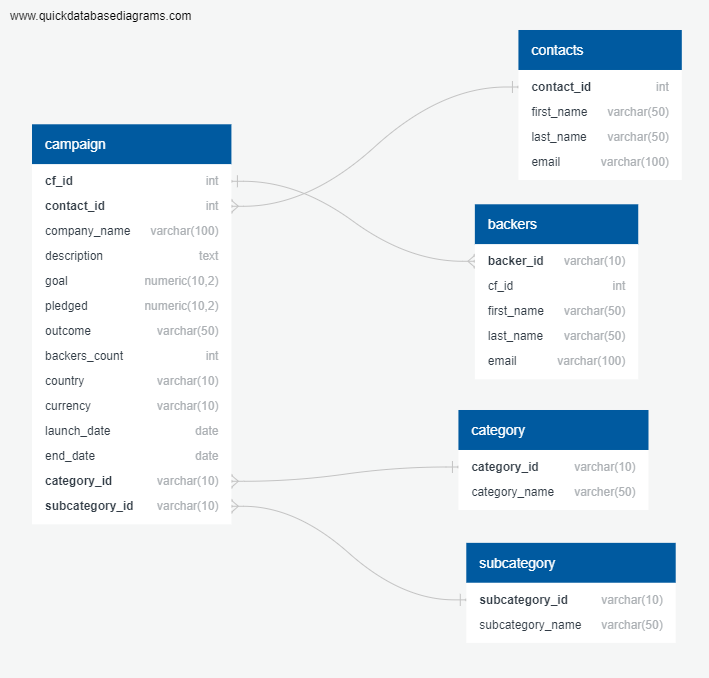 www.quickdatabasediagrams.com
contacts
contact_id int
first_name varchar(50)
last_name varchar(50)
email varchar(100)
campaign
cf_id int
contact_id int
company_name varchar(100)
description text
goal numeric(10,2)
pledged numeric(10,2)
outcome varchar(50)
backers_count int
country varchar(10)
currency varchar(10)
launch_date date
end_date date
category_id varchar(10)
subcategory_id varchar(10)
backers
backer_id varchar(10)
cf_id int
first_name varchar(50)
last_name varchar(50)
email varchar(100)
category
category_id varchar(10)
category_name varcher(50)
subcategory
subcategory_id varchar(10)
subcategory_name varchar(50)